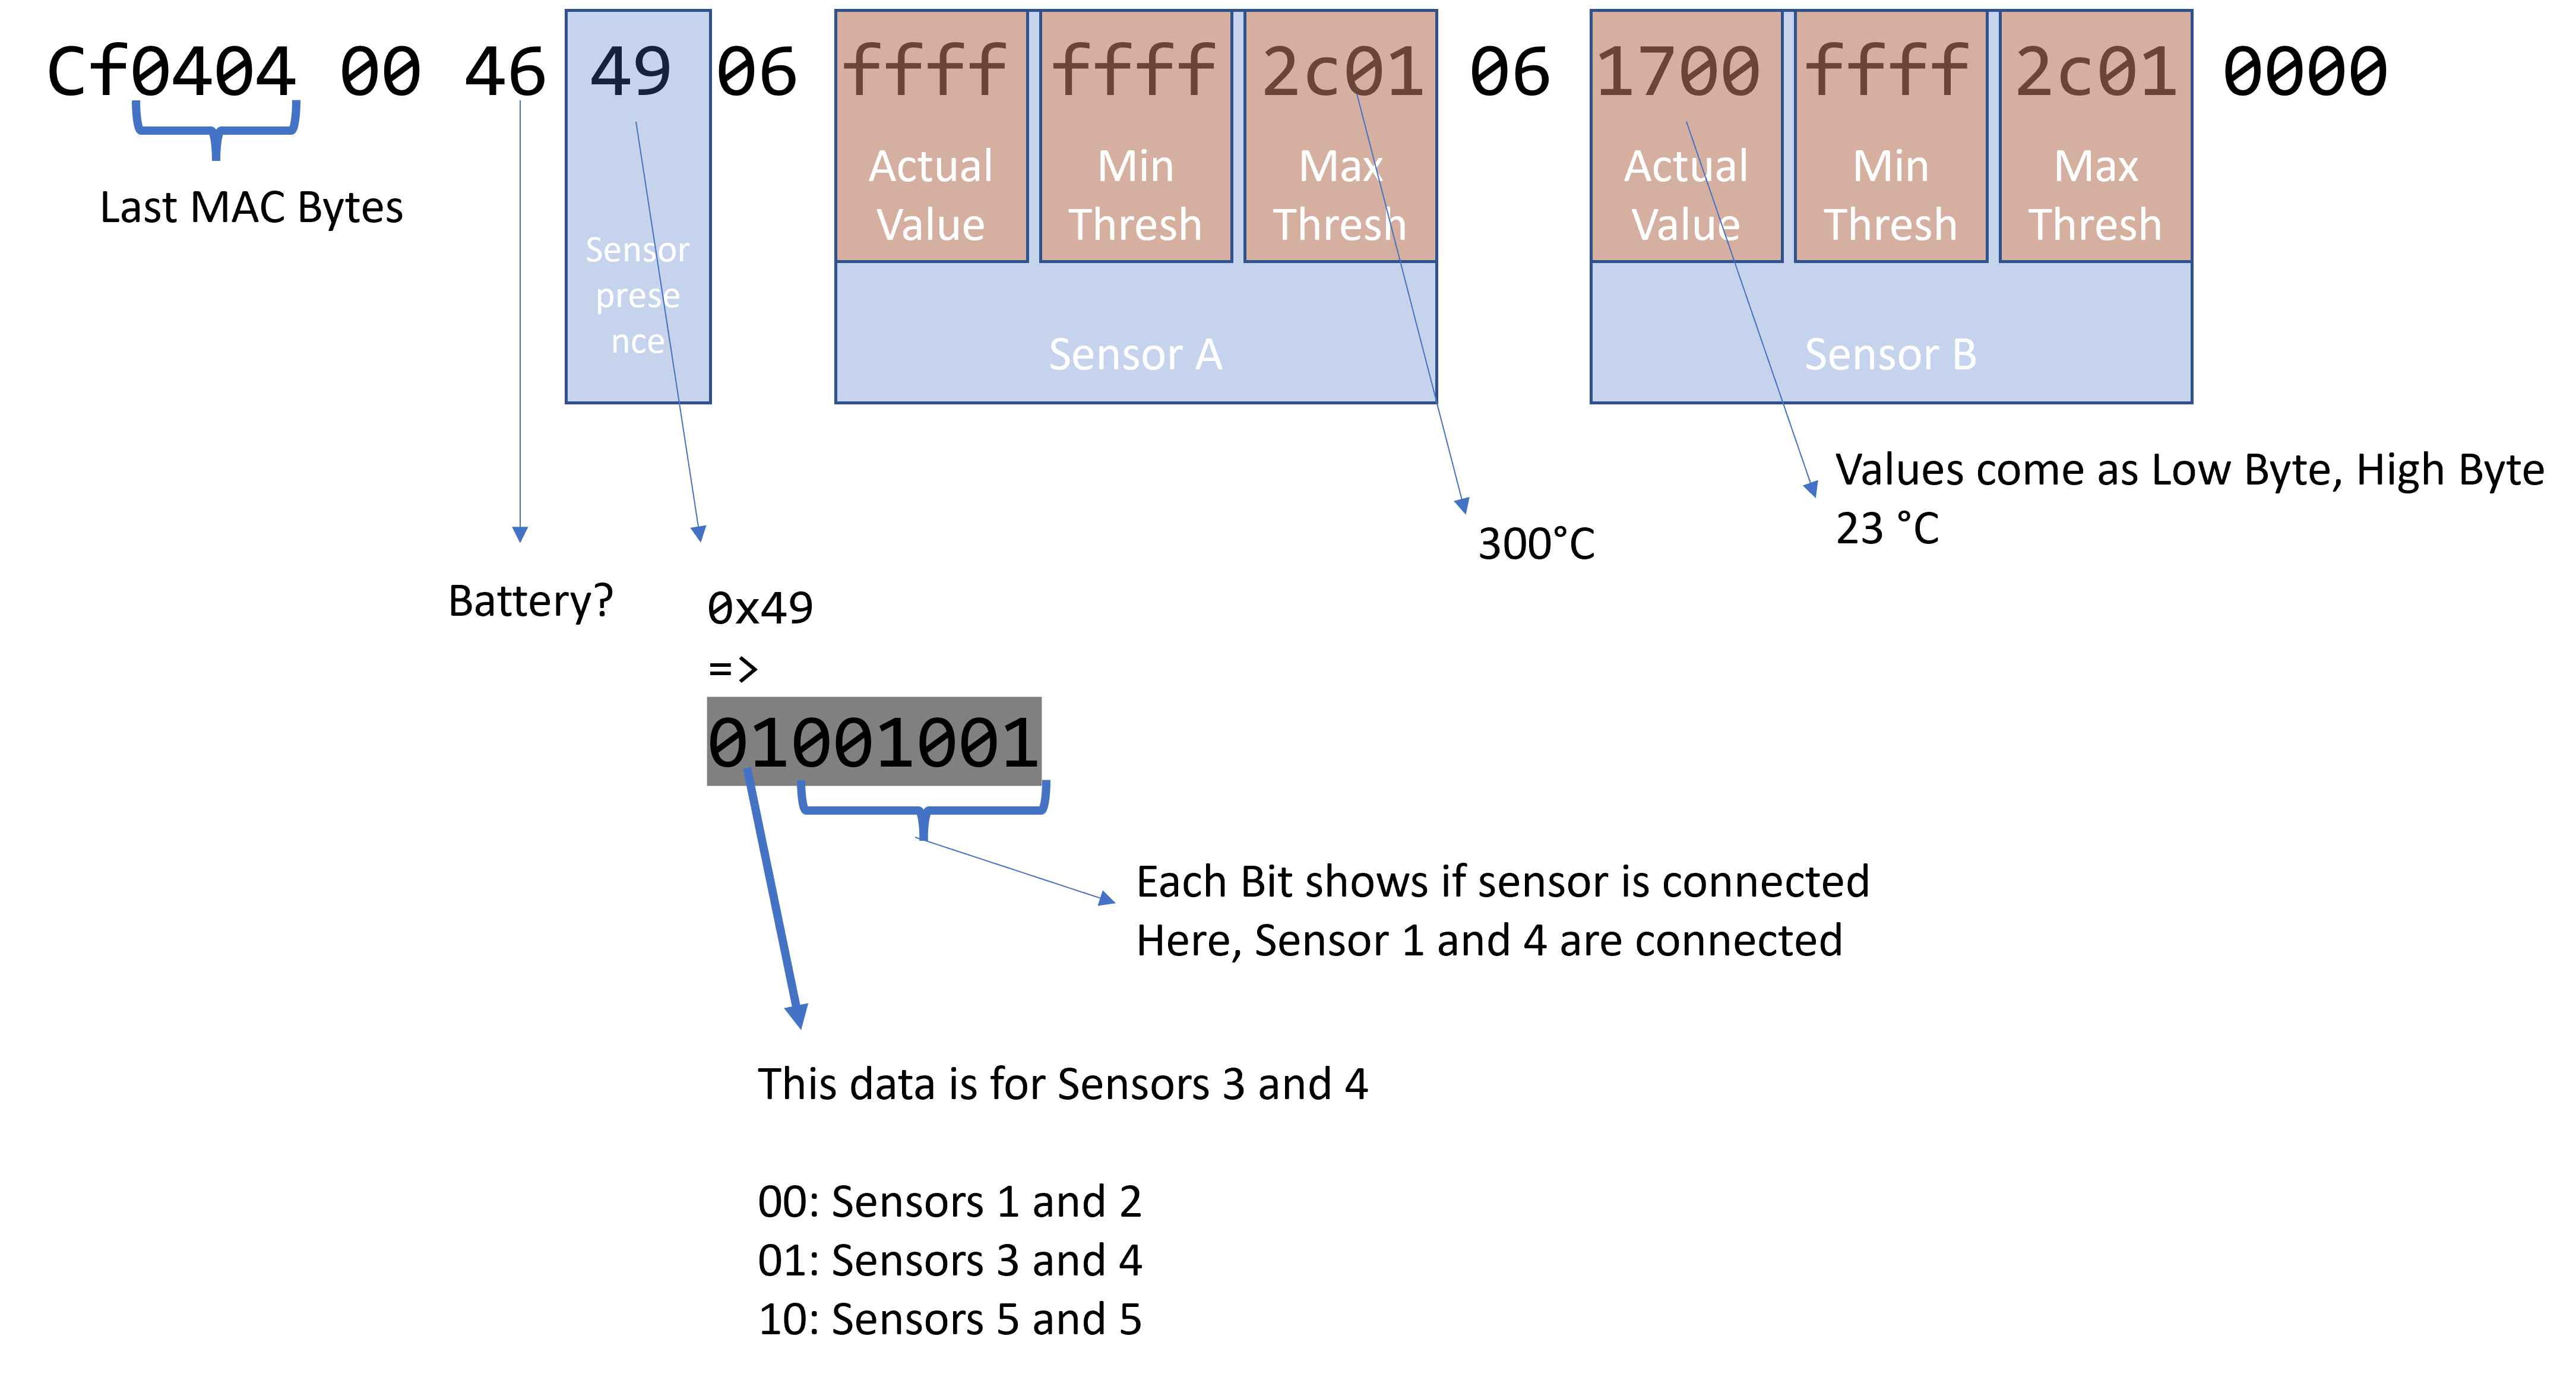 Cf0404 00 46 49 06 ffff ffff 2c01 06 1700 ffff 2c01 0000
Last MAC Bytes
Sensor
prese
nce
Actual
Value
Min
Thresh
Max
Thresh
Sensor A
Actual
Value
Min
Thresh
Max
Thresh
Sensor B
Battery?
0x49
=>
01001001
300°C
Values come as Low Byte, High Byte
23 °C
Each Bit shows if sensor is connected
Here, Sensor 1 and 4 are connected
This data is for Sensors 3 and 4
00: Sensors 1 and 2
01: Sensors 3 and 4
10: Sensors 5 and 5